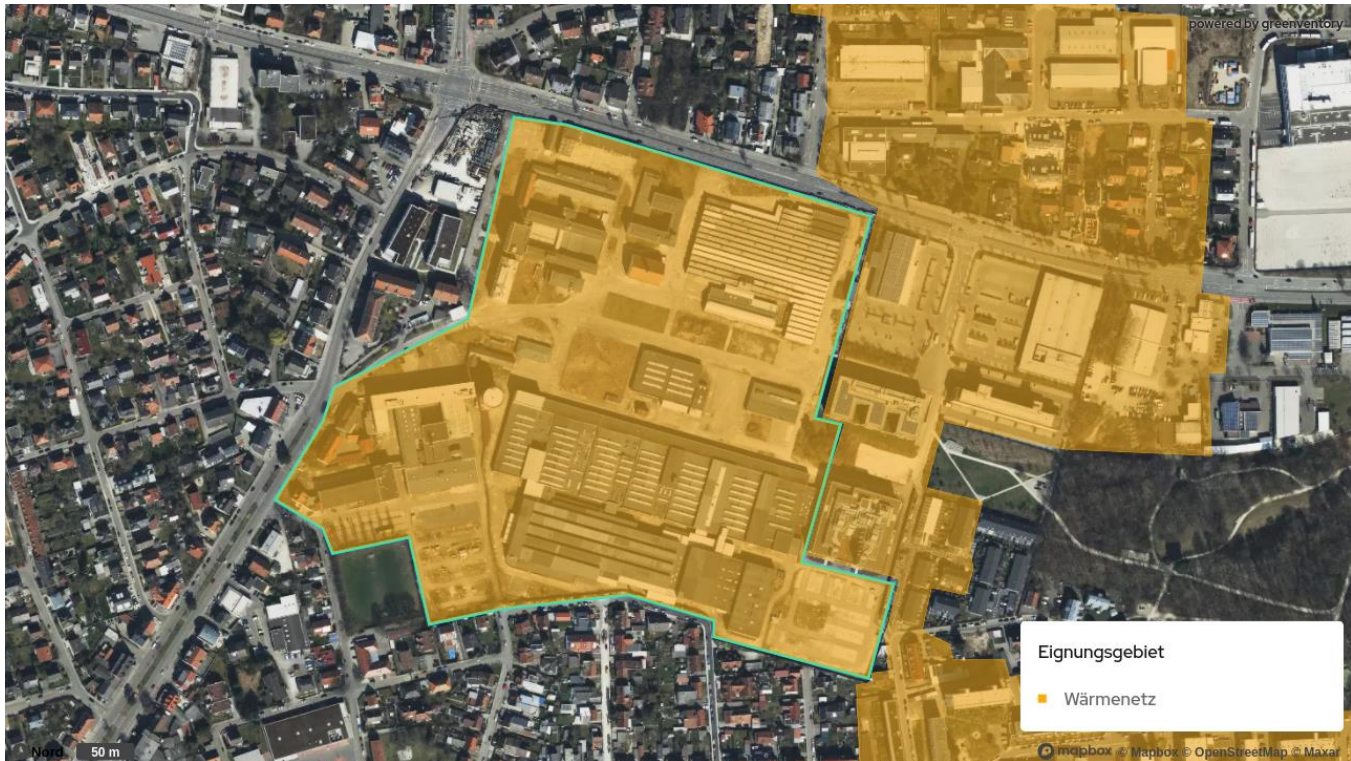 powered by greenventory
Eignungsgebiet
Wärmenetz
Nord
50 m
mapbox © Mapbox © OpenStreetMap © Maxar